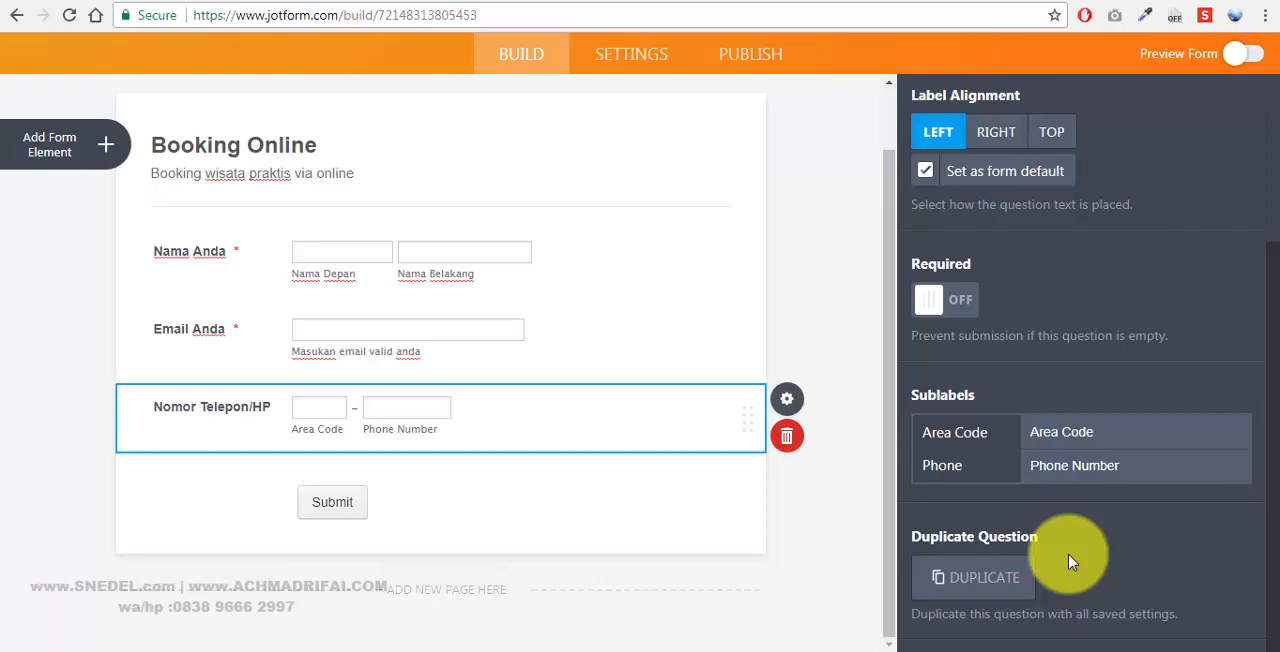 Secure https://www.jotform.com/build/72148313805453
OFF
S
BUILD SETTINGS PUBLISH
Preview Form
Add Form
Element
Booking Online
Booking wisata praktis via online
Nama Anda *
Nama Depan Nama Belakang
Email Anda *
Masukan email valid anda
Nomor Telepon/HP –
Area Code Phone Number
Submit
www.SNEDEL.com | www.ACHMADRIFAI.COM
ADD NEW PAGE HERE
wa/hp :0838 9666 2997
Label Alignment
LEFT RIGHT TOP
Set as form default
Select how the question text is placed.
Required
OFF
Prevent submission if this question is empty.
Sublabels
Area Code Area Code
Phone Phone Number
Duplicate Question
DUPLICATE
Duplicate this question with all saved settings.